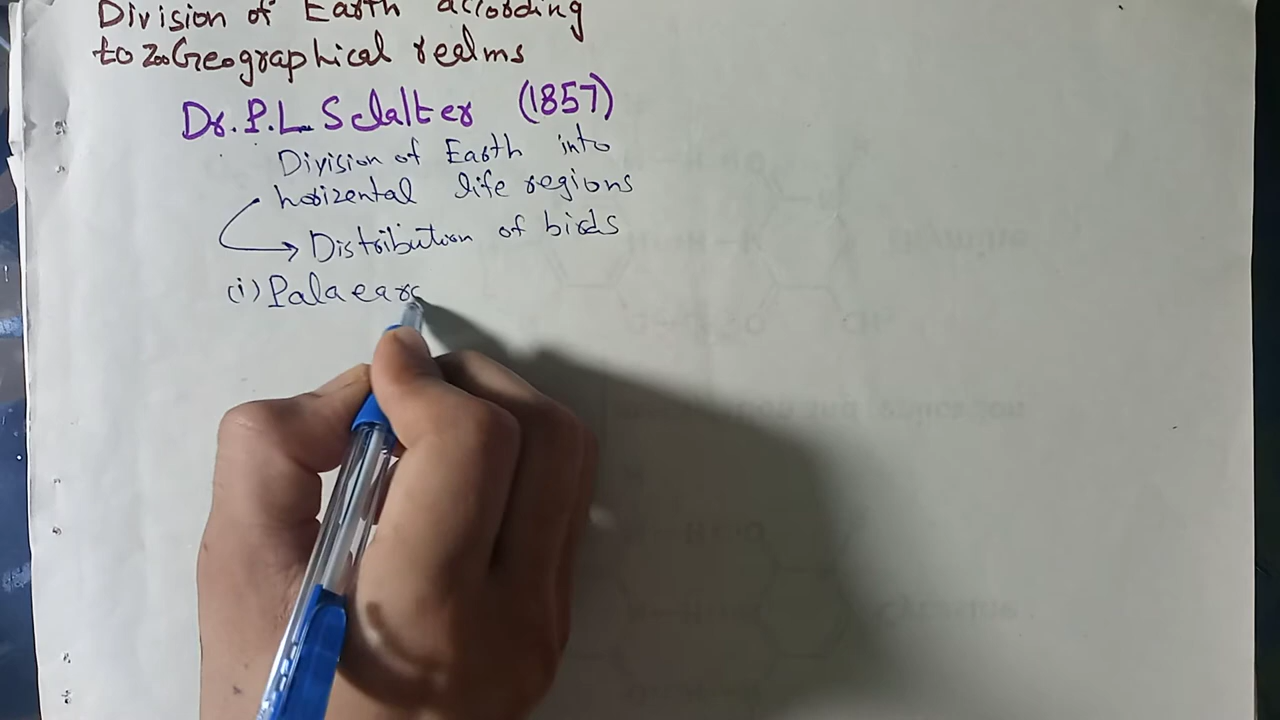 Division of Earth according
to ZooGeographical realms
Dr. P.L. Sclalter (1857)
Division of Earth into
horizental life regions
Distribution of birds
(i) Palaearc